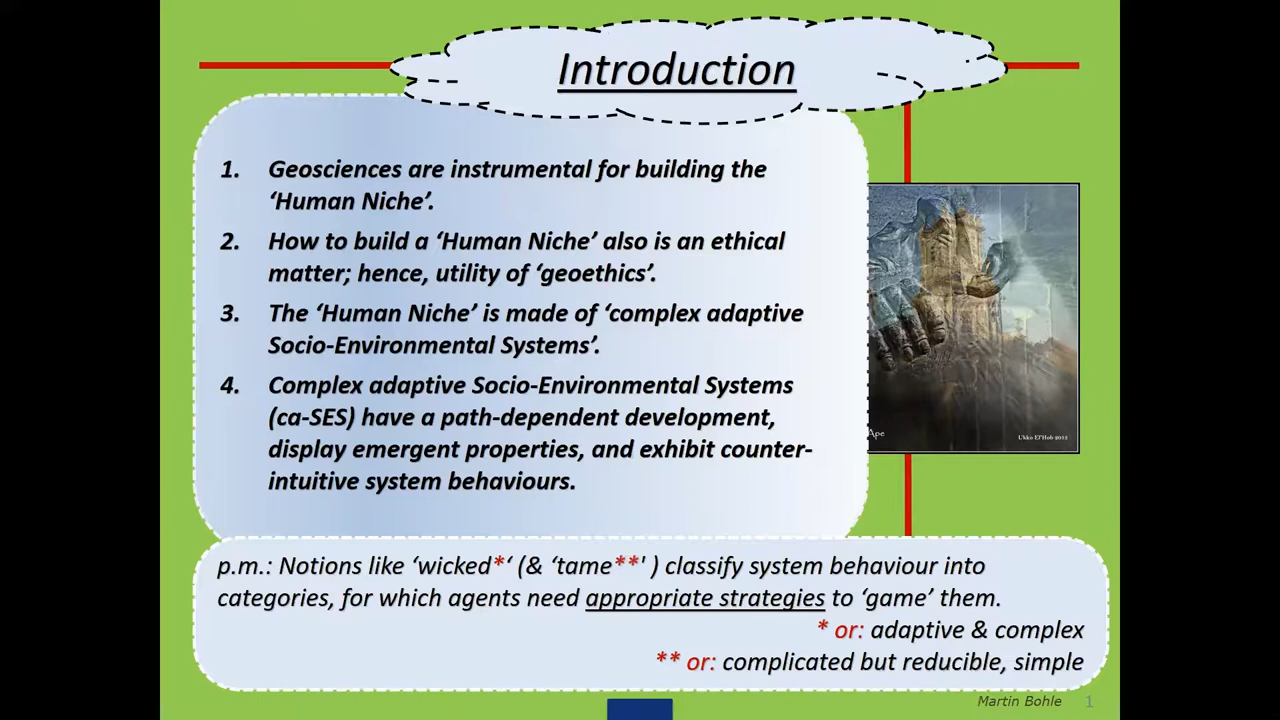 Introduction
1. Geosciences are instrumental for building the
‘Human Niche’.
2. How to build a ‘Human Niche’ also is an ethical
matter; hence, utility of ‘geoethics’.
3. The ‘Human Niche’ is made of ‘complex adaptive
Socio-Environmental Systems’.
4. Complex adaptive Socio-Environmental Systems
(ca-SES) have a path-dependent development,
display emergent properties, and exhibit counter-
intuitive system behaviours.
Ape
Ukko El'Hob 2012
p.m.: Notions like ‘wicked*‘ (& ‘tame**' ) classify system behaviour into
categories, for which agents need appropriate strategies to ‘game’ them.
* or: adaptive & complex
** or: complicated but reducible, simple
Martin Bohle 1